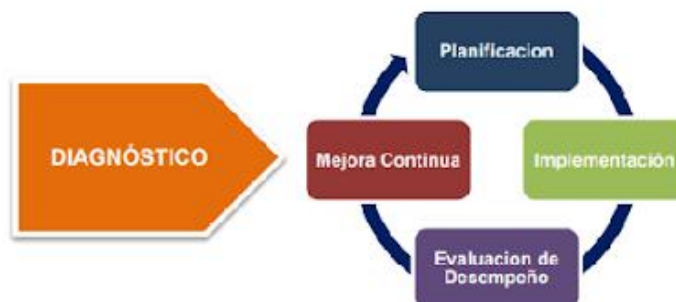 Planificacion
DIAGNÓSTICO
Mejora Continua
Implementación
Evaluacion de
Desempeño